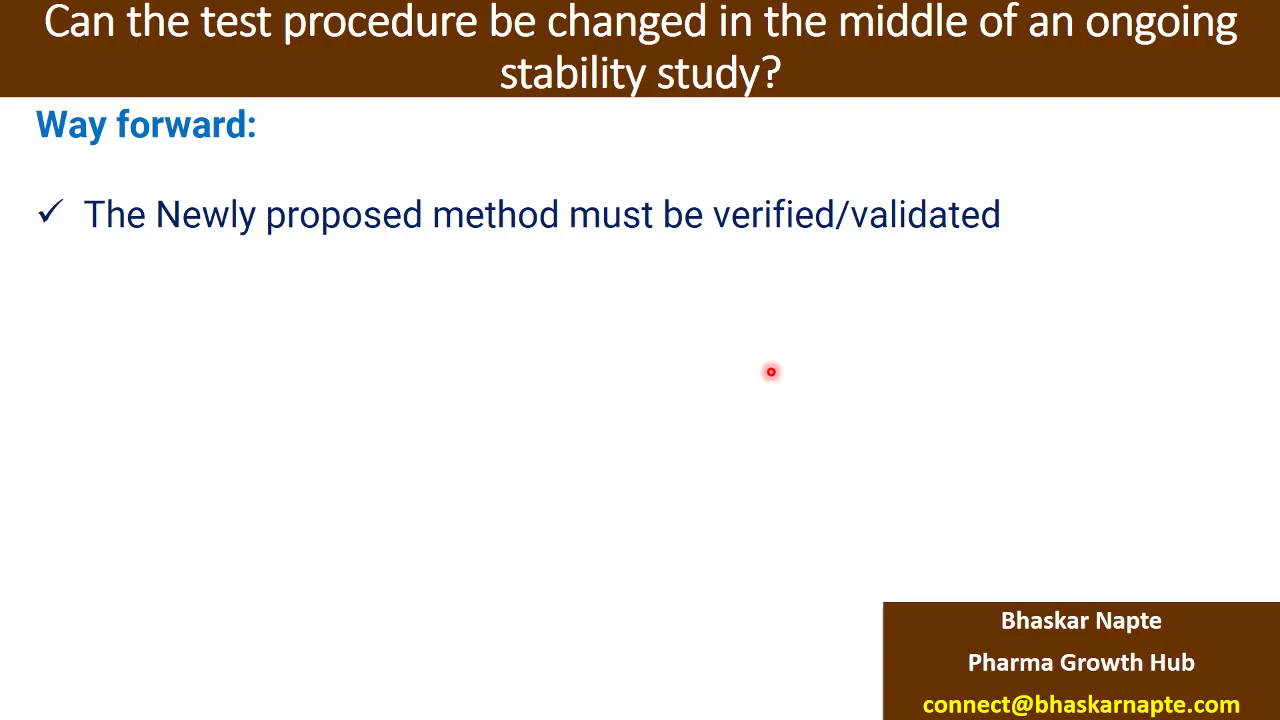 Can the test procedure be changed in the middle of an ongoing
stability study?
Way forward:
✓ The Newly proposed method must be verified/validated
Bhaskar Napte
Pharma Growth Hub
connect@bhaskarnapte.com